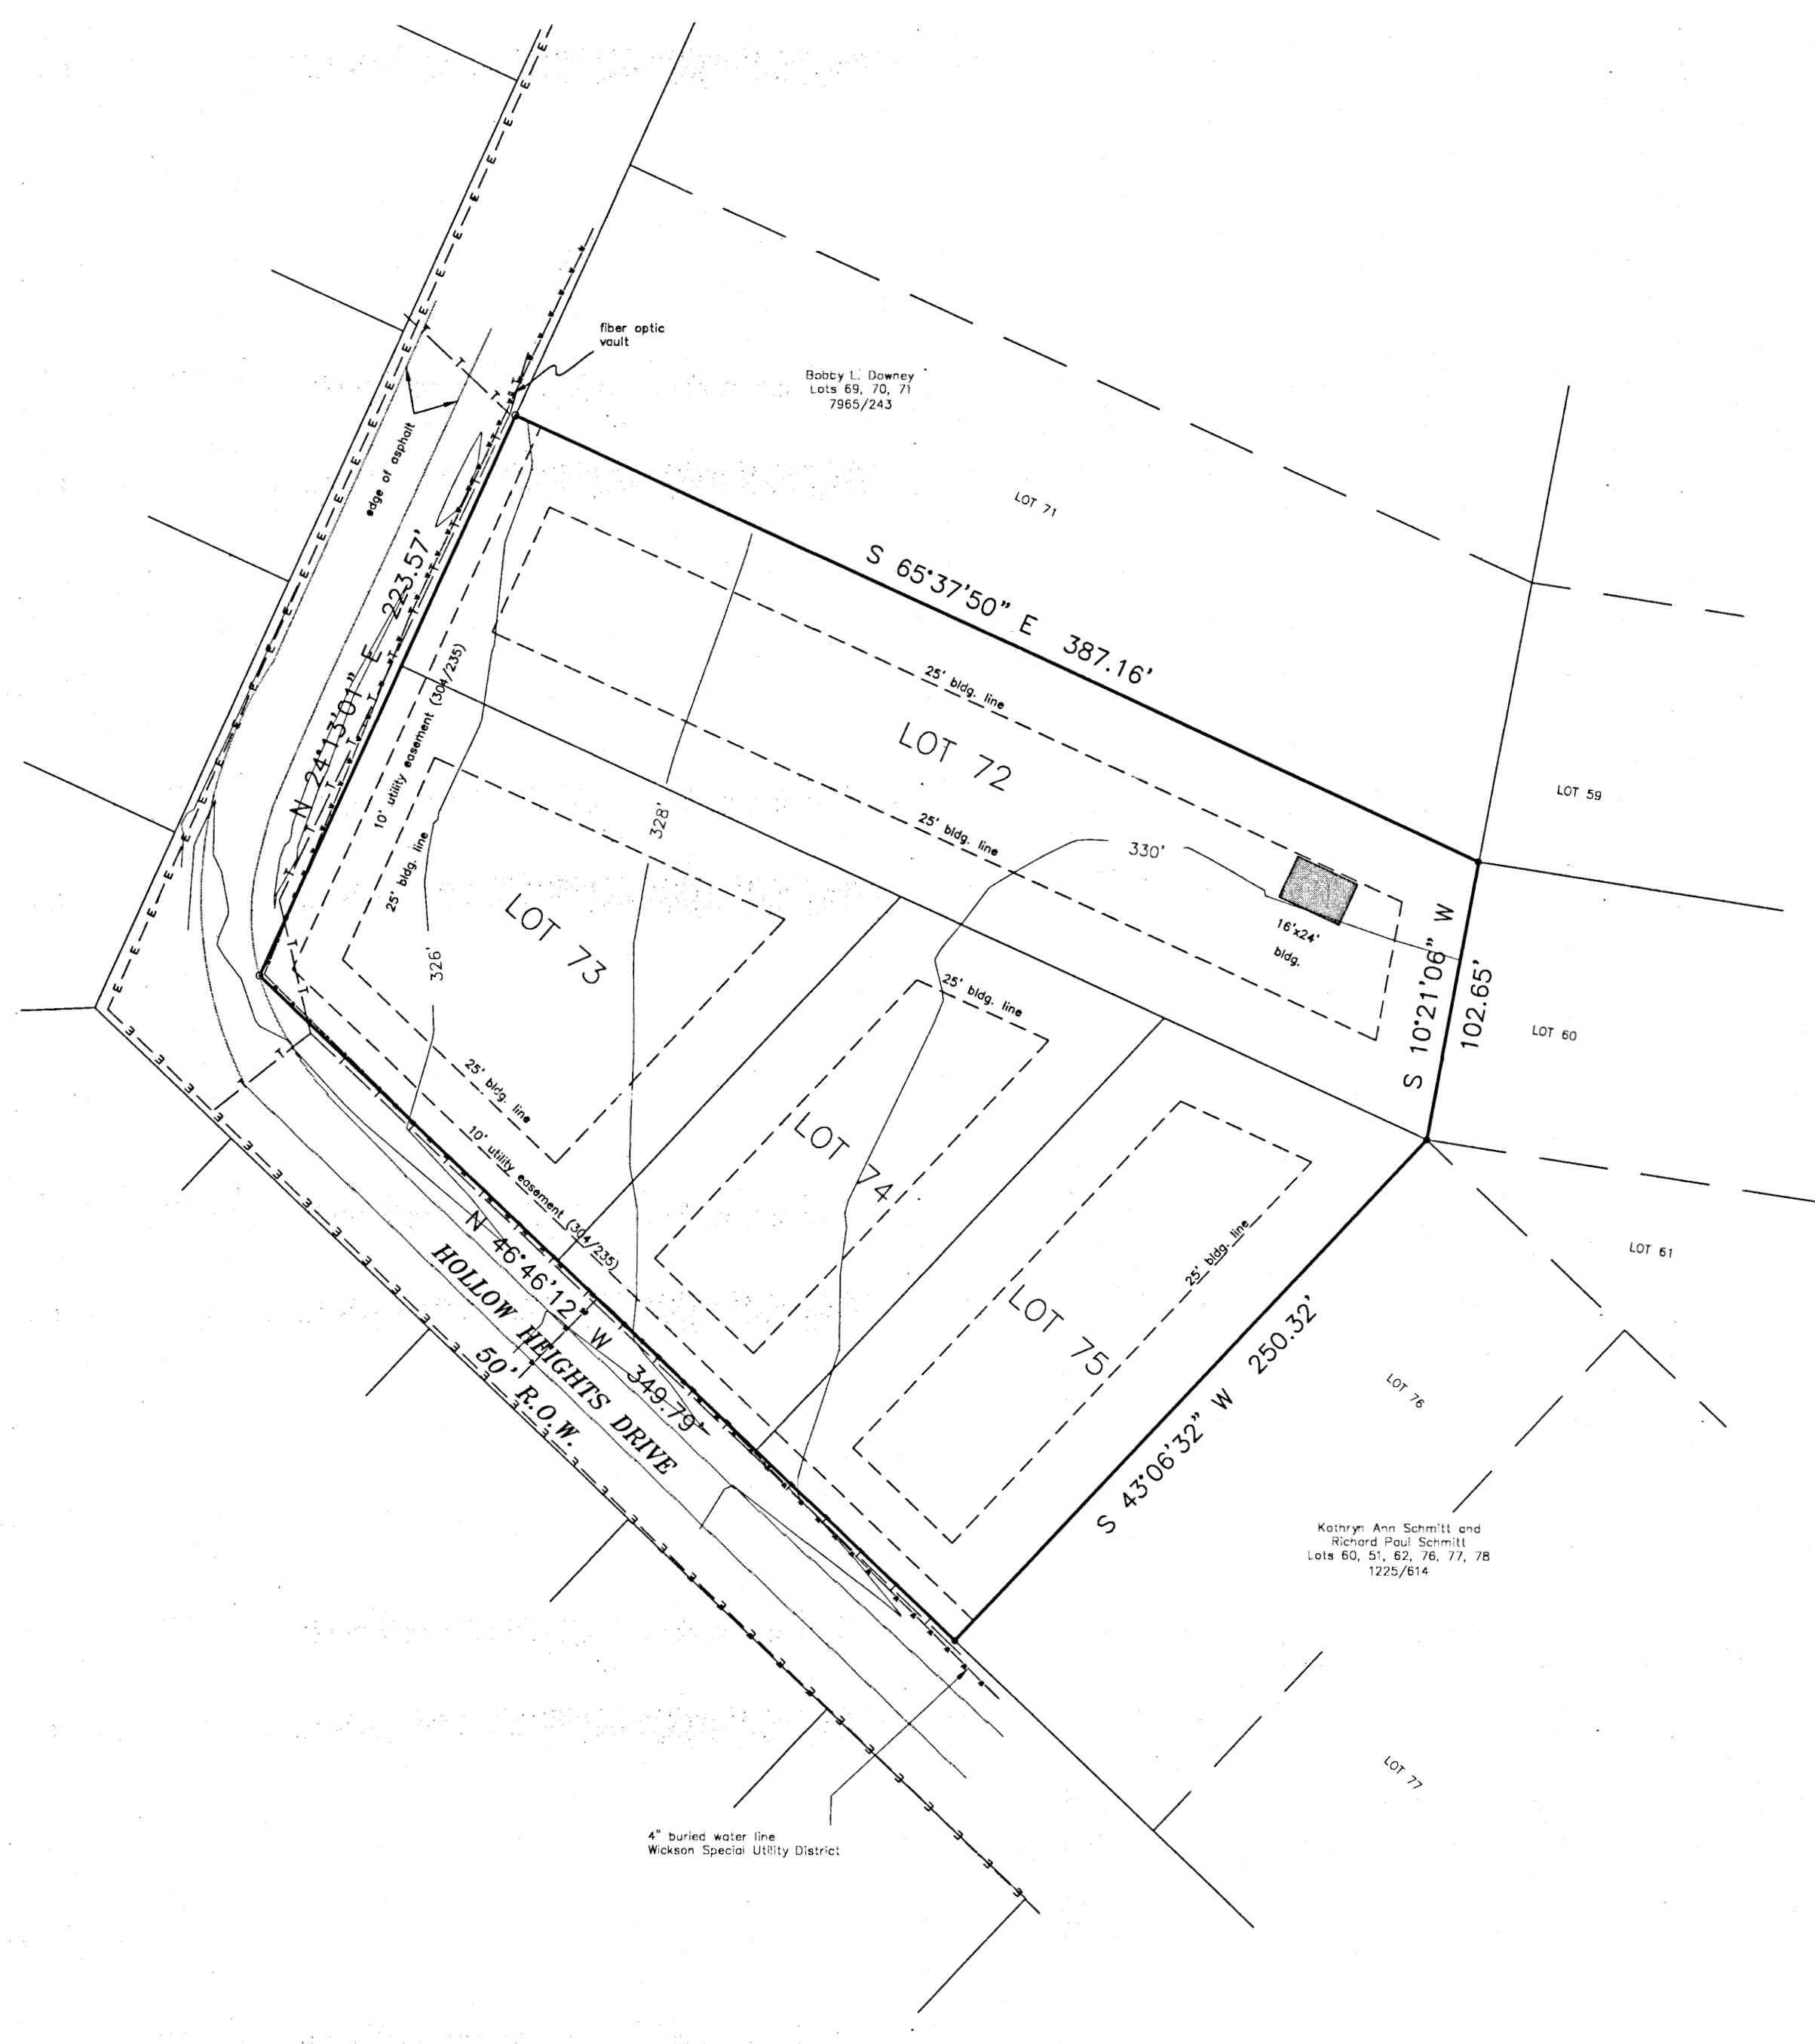 fiber optic
vault
Bobby L. Downey
Lots 69, 70, 71
7965/243
edge of asphalt
LOT 71
S 65°37'50" E 387.16'
N 24°13'01" E 223.57'
10' utility easement (304/235)
25' bldg. line
LOT 72
25' bldg. line
LOT 59
328'
330'
25' bldg. line
LOT 73
326'
16'x24'
bldg.
S 10°21'06" W
102.65'
LOT 60
25' bldg. line
25' bldg. line
10' utility easement (304/235)
LOT 74
25' bldg. line
LOT 61
N 46°46'12" W 349.79'
HOLLOW HEIGHTS DRIVE
50' R.O.W.
LOT 75
S 43°06'32" W 250.32'
LOT 76
Kathryn Ann Schmitt and
Richard Paul Schmitt
Lots 60, 51, 62, 76, 77, 78
1225/614
LOT 77
4" buried water line
Wickson Special Utility District